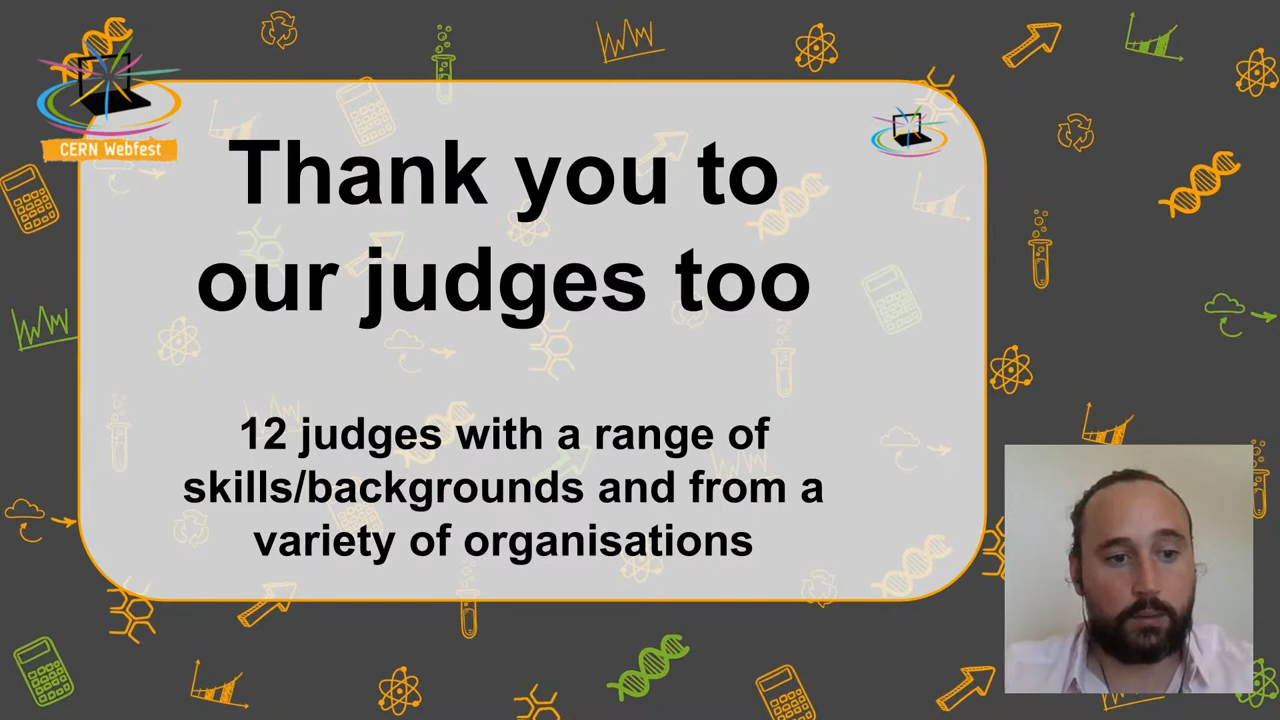 CERN Webfest
Thank you to
our judges too
12 judges with a range of
skills/backgrounds and from a
variety of organisations